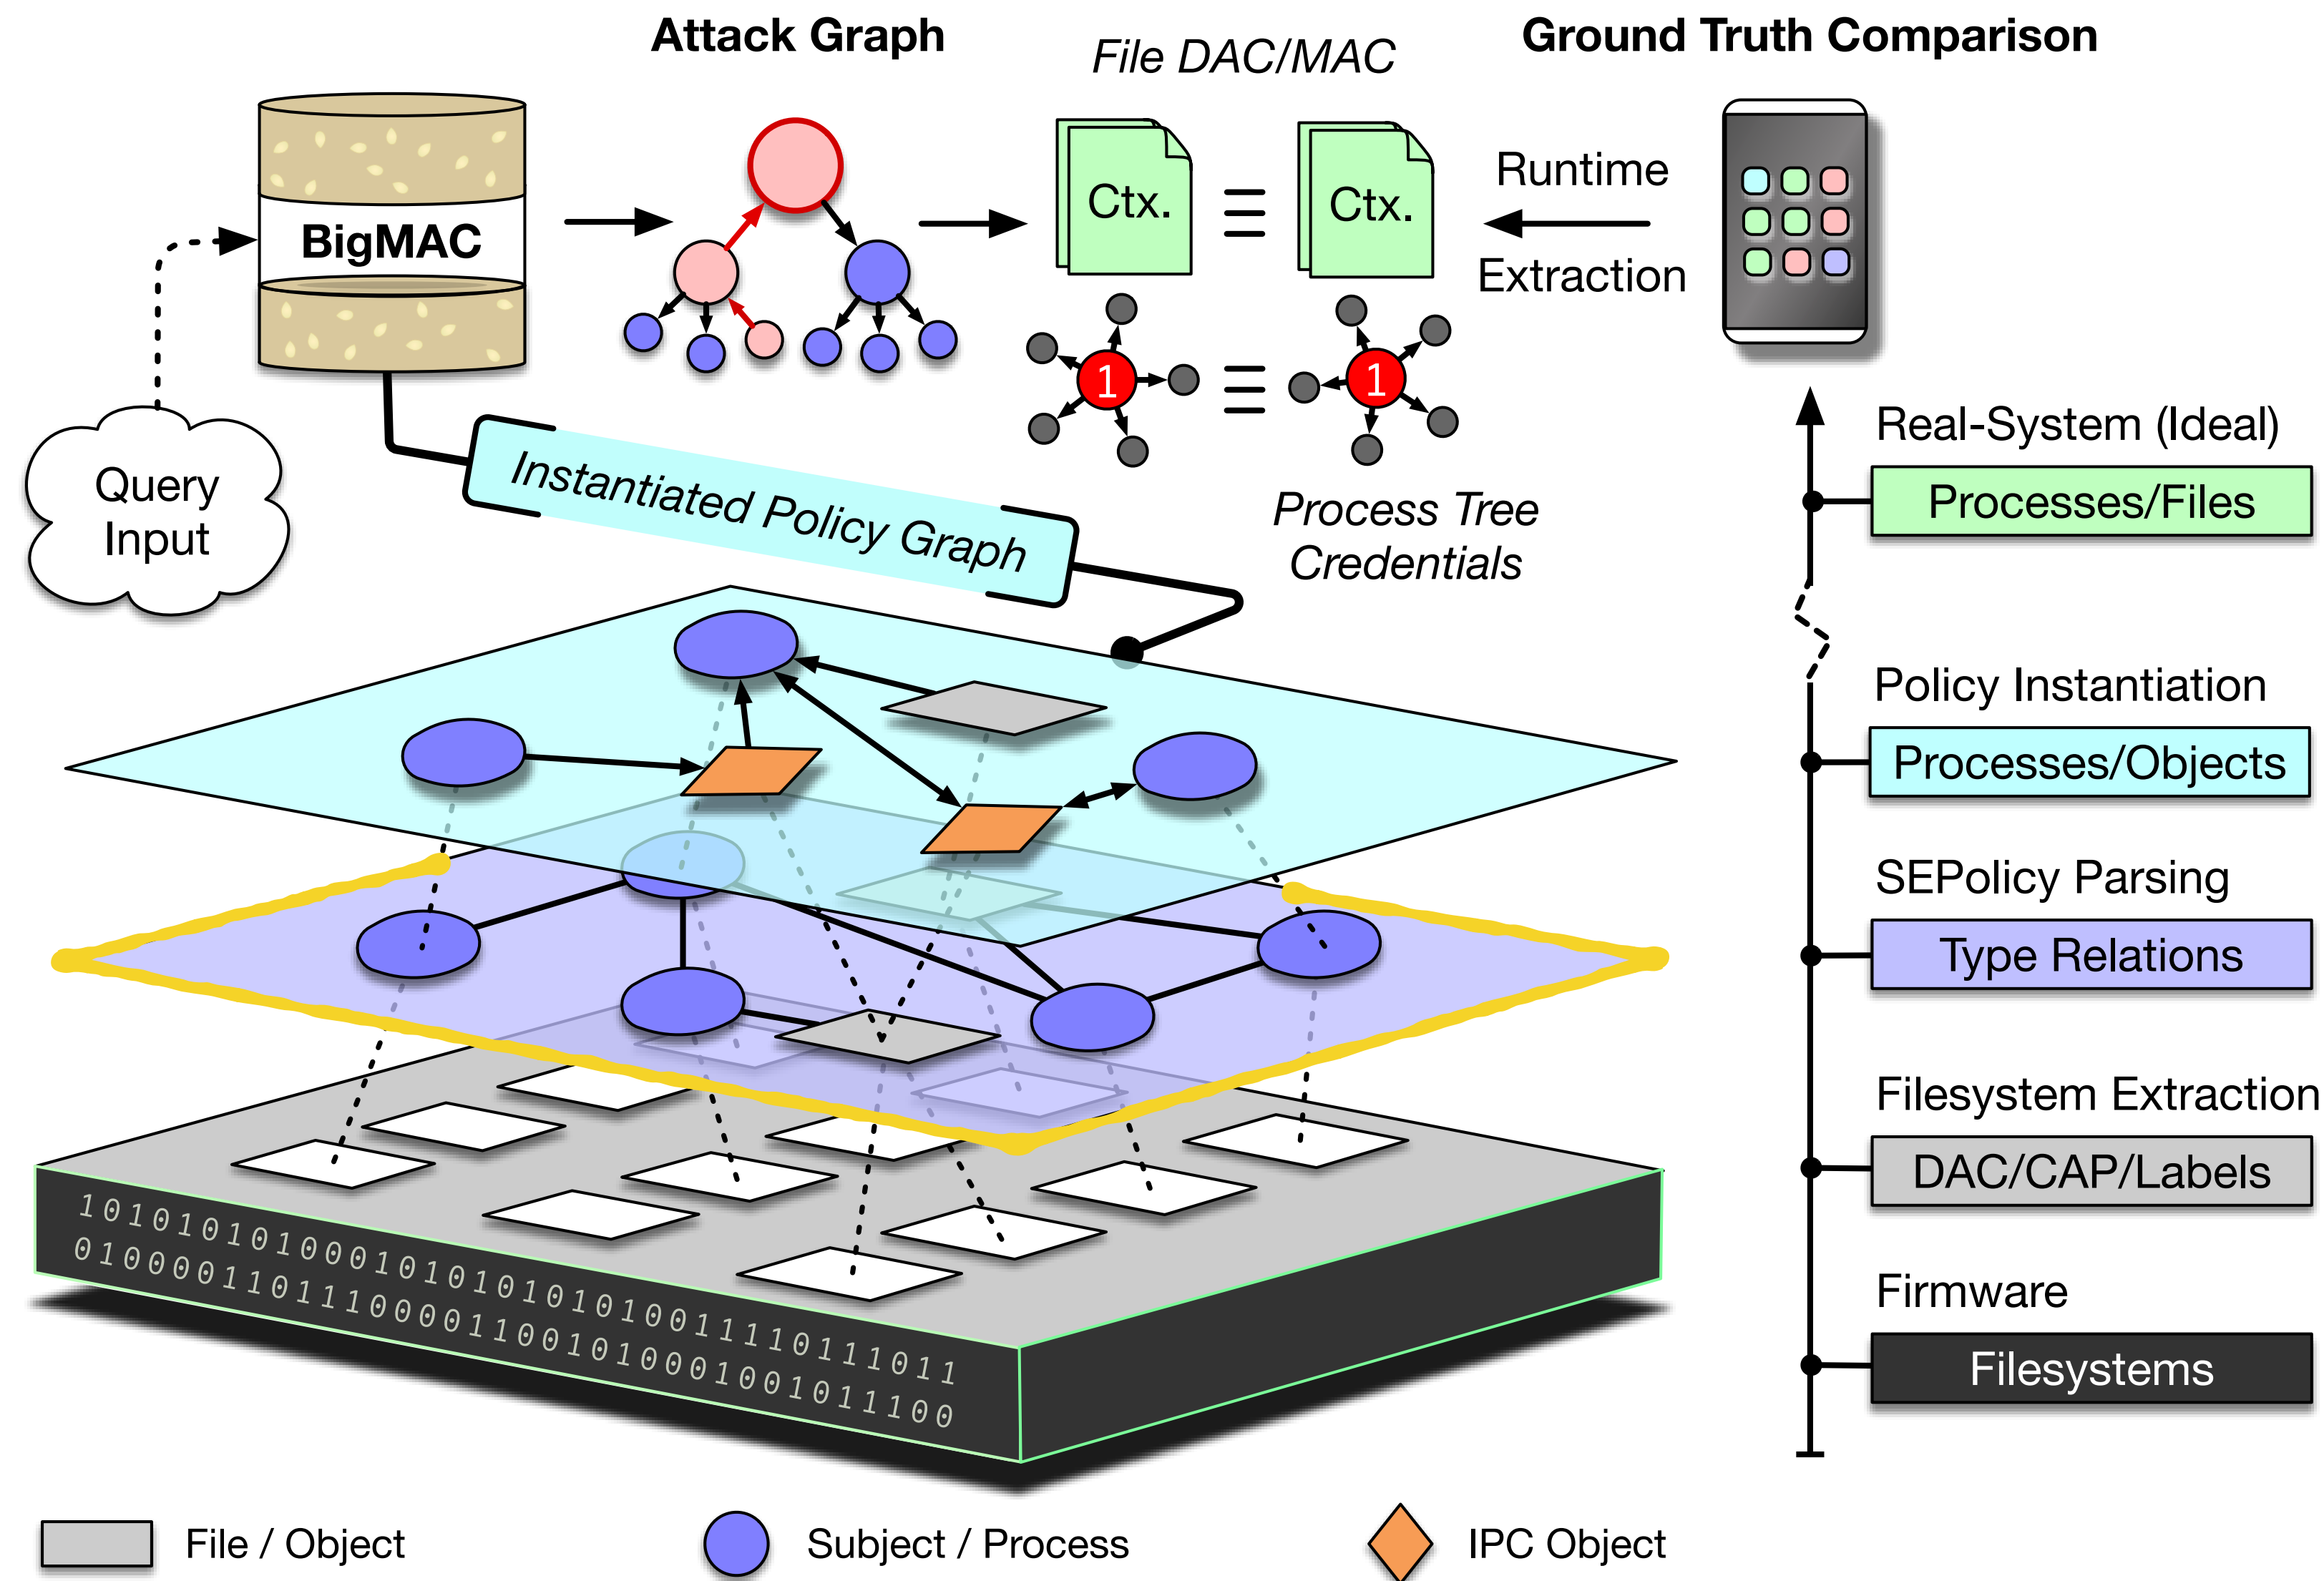 Attack Graph
File DAC/MAC
Ground Truth Comparison
BigMAC
Ctx.
Ctx.
Runtime
Extraction
1
1
Query
Input
Instantiated Policy Graph
Process Tree
Credentials
Real-System (Ideal)
Processes/Files
Policy Instantiation
Processes/Objects
SEPolicy Parsing
Type Relations
Filesystem Extraction
DAC/CAP/Labels
Firmware
Filesystems
10101010001010101010011110111011
010000110111000011001010001001011100
File / Object
Subject / Process
IPC Object